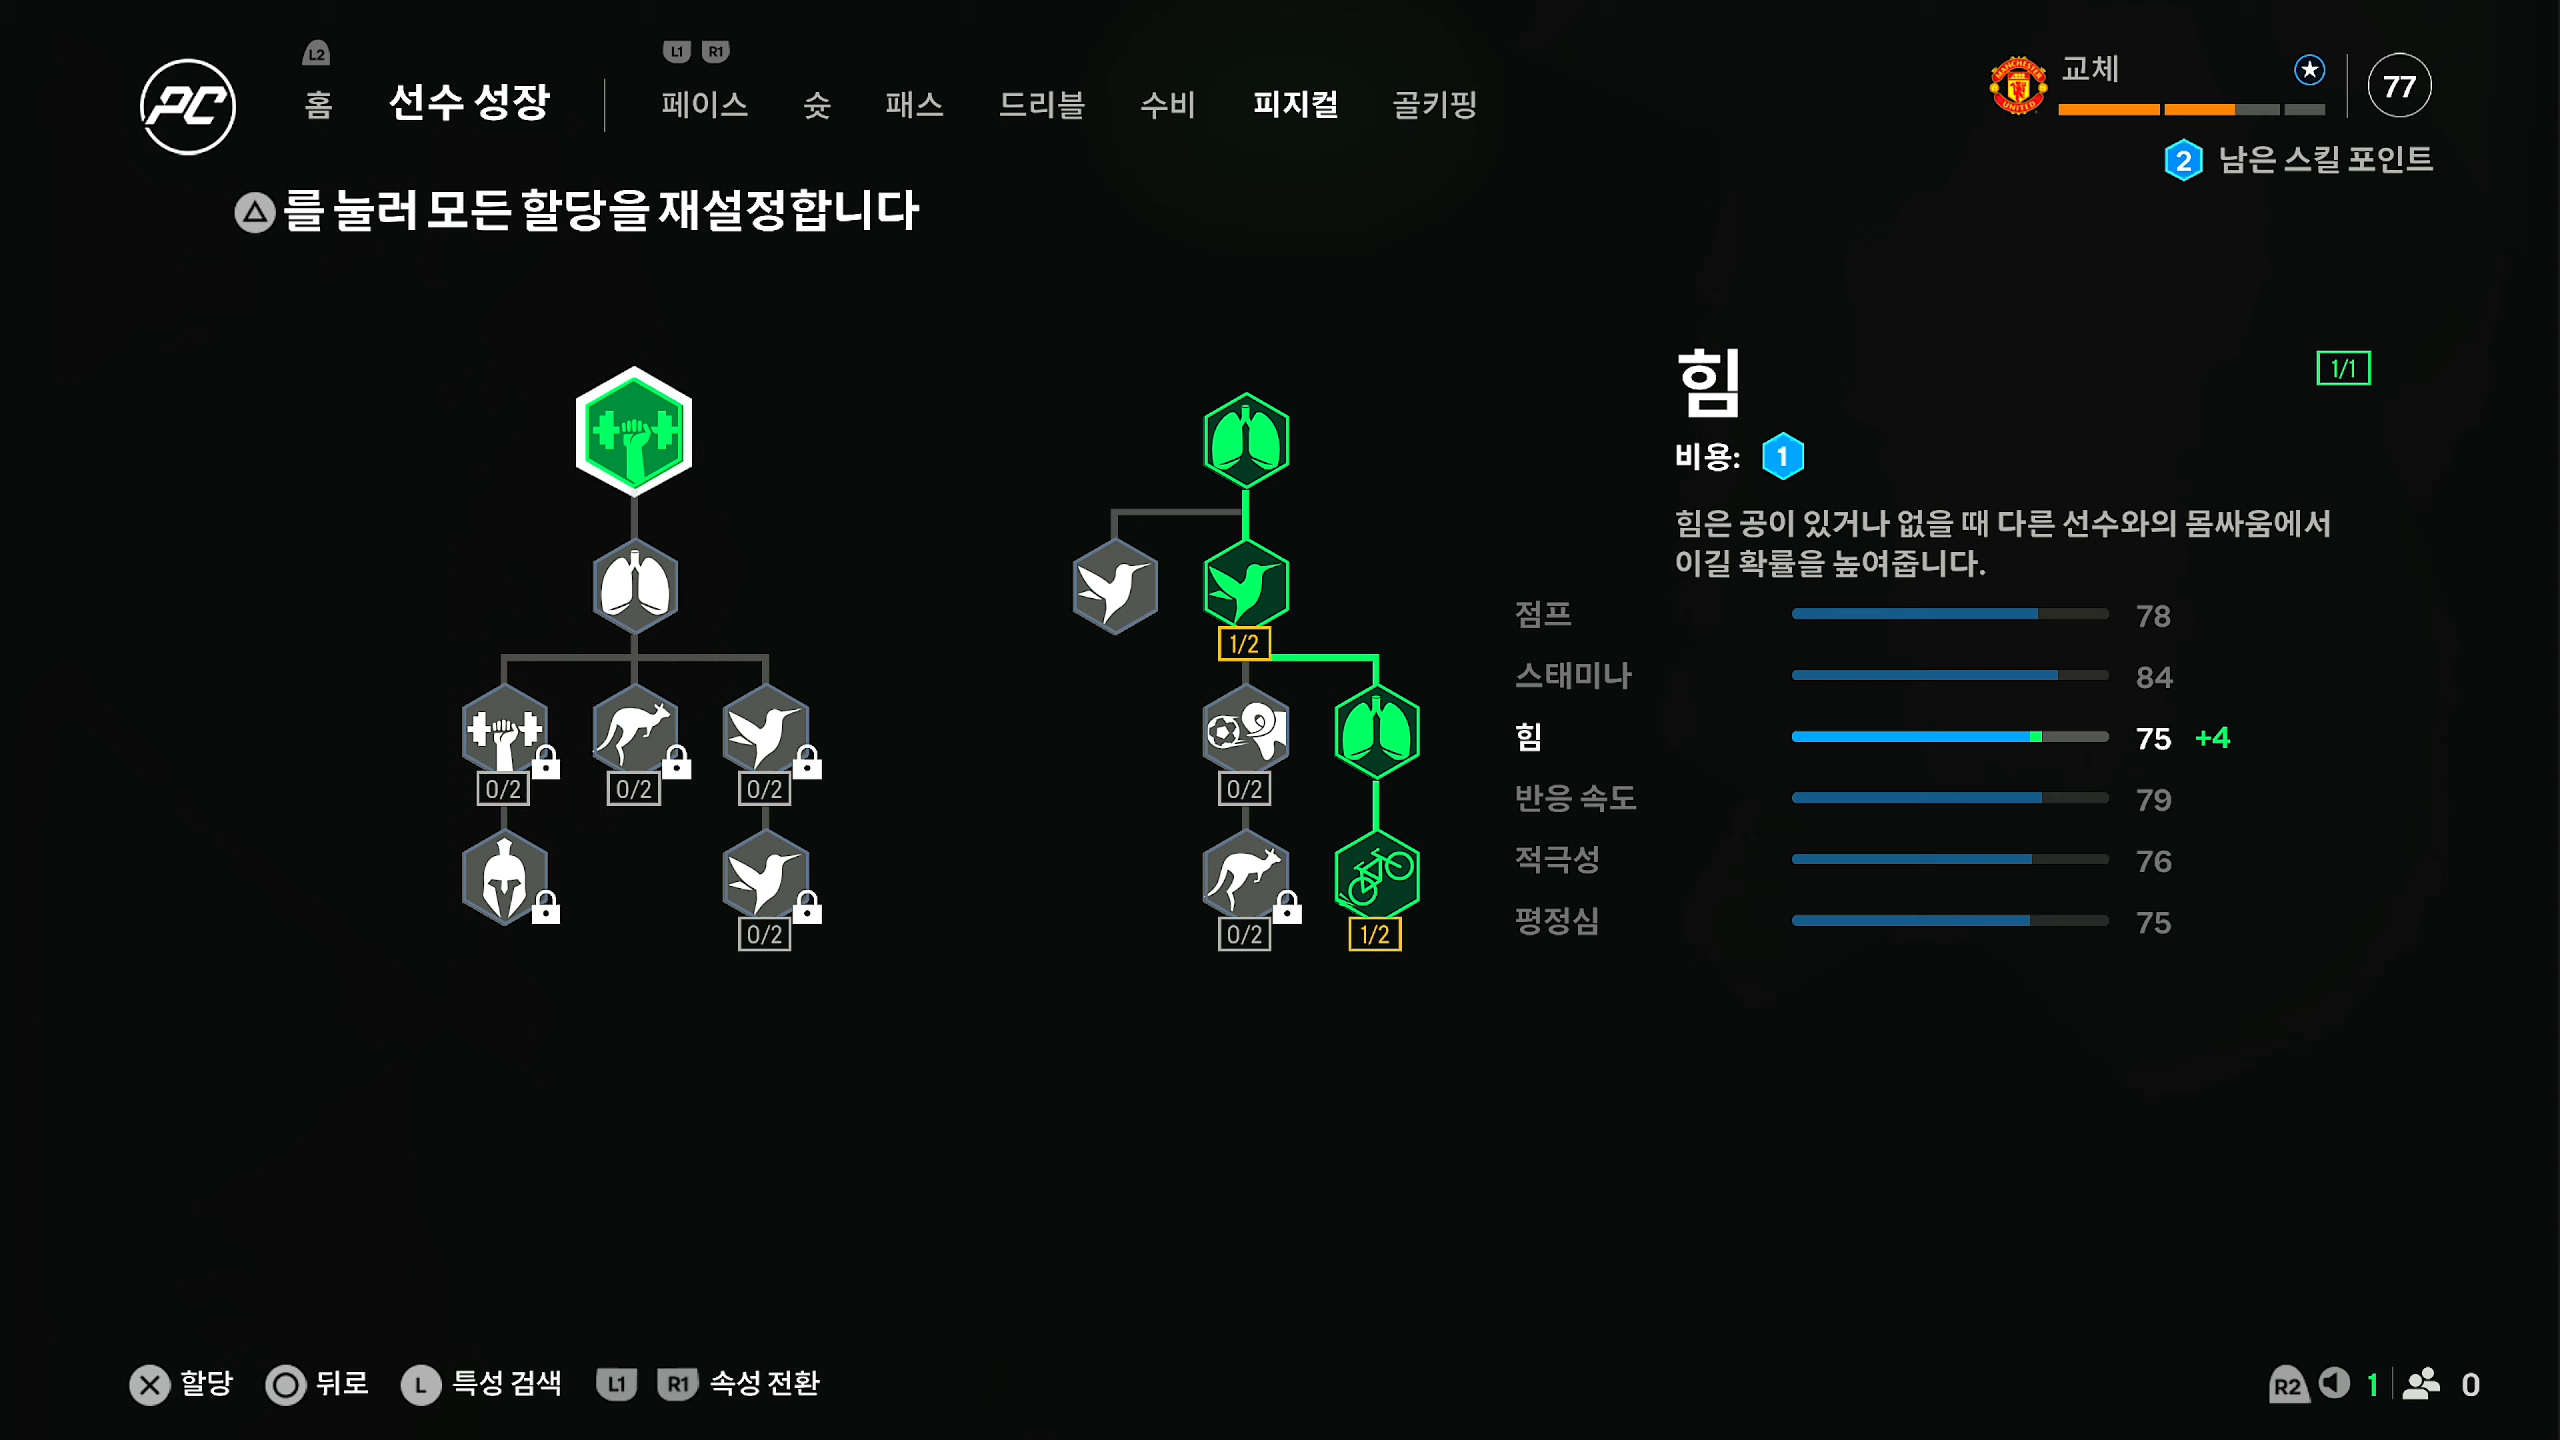 L2
L1 R1
PC 홈 선수 성장 페이스 슛 패스 드리블 수비 피지컬 골키핑
MANCHESTER UNITED 교체 77
2 남은 스킬 포인트
를 눌러 모든 할당을 재설정합니다
힘 1/1
비용: 1
힘은 공이 있거나 없을 때 다른 선수와의 몸싸움에서
이길 확률을 높여줍니다.
1/2
0/2 0/2 0/2 0/2
0/2 0/2 1/2
점프 78
스태미나 84
힘 75 +4
반응 속도 79
적극성 76
평정심 75
할당 뒤로 L 특성 검색 L1 R1 속성 전환 R2 1 0